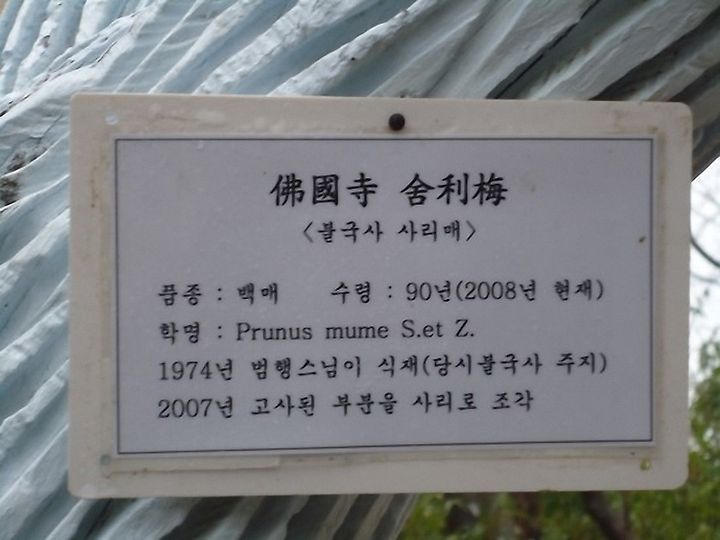 佛國寺 舍利梅
<불국사 사리매>
품종 : 백매 수령 : 90년(2008년 현재)
학명 : Prunus mume S.et Z.
1974년 범행스님이 식재(당시불국사 주지)
2007년 고사된 부분을 사리로 조각